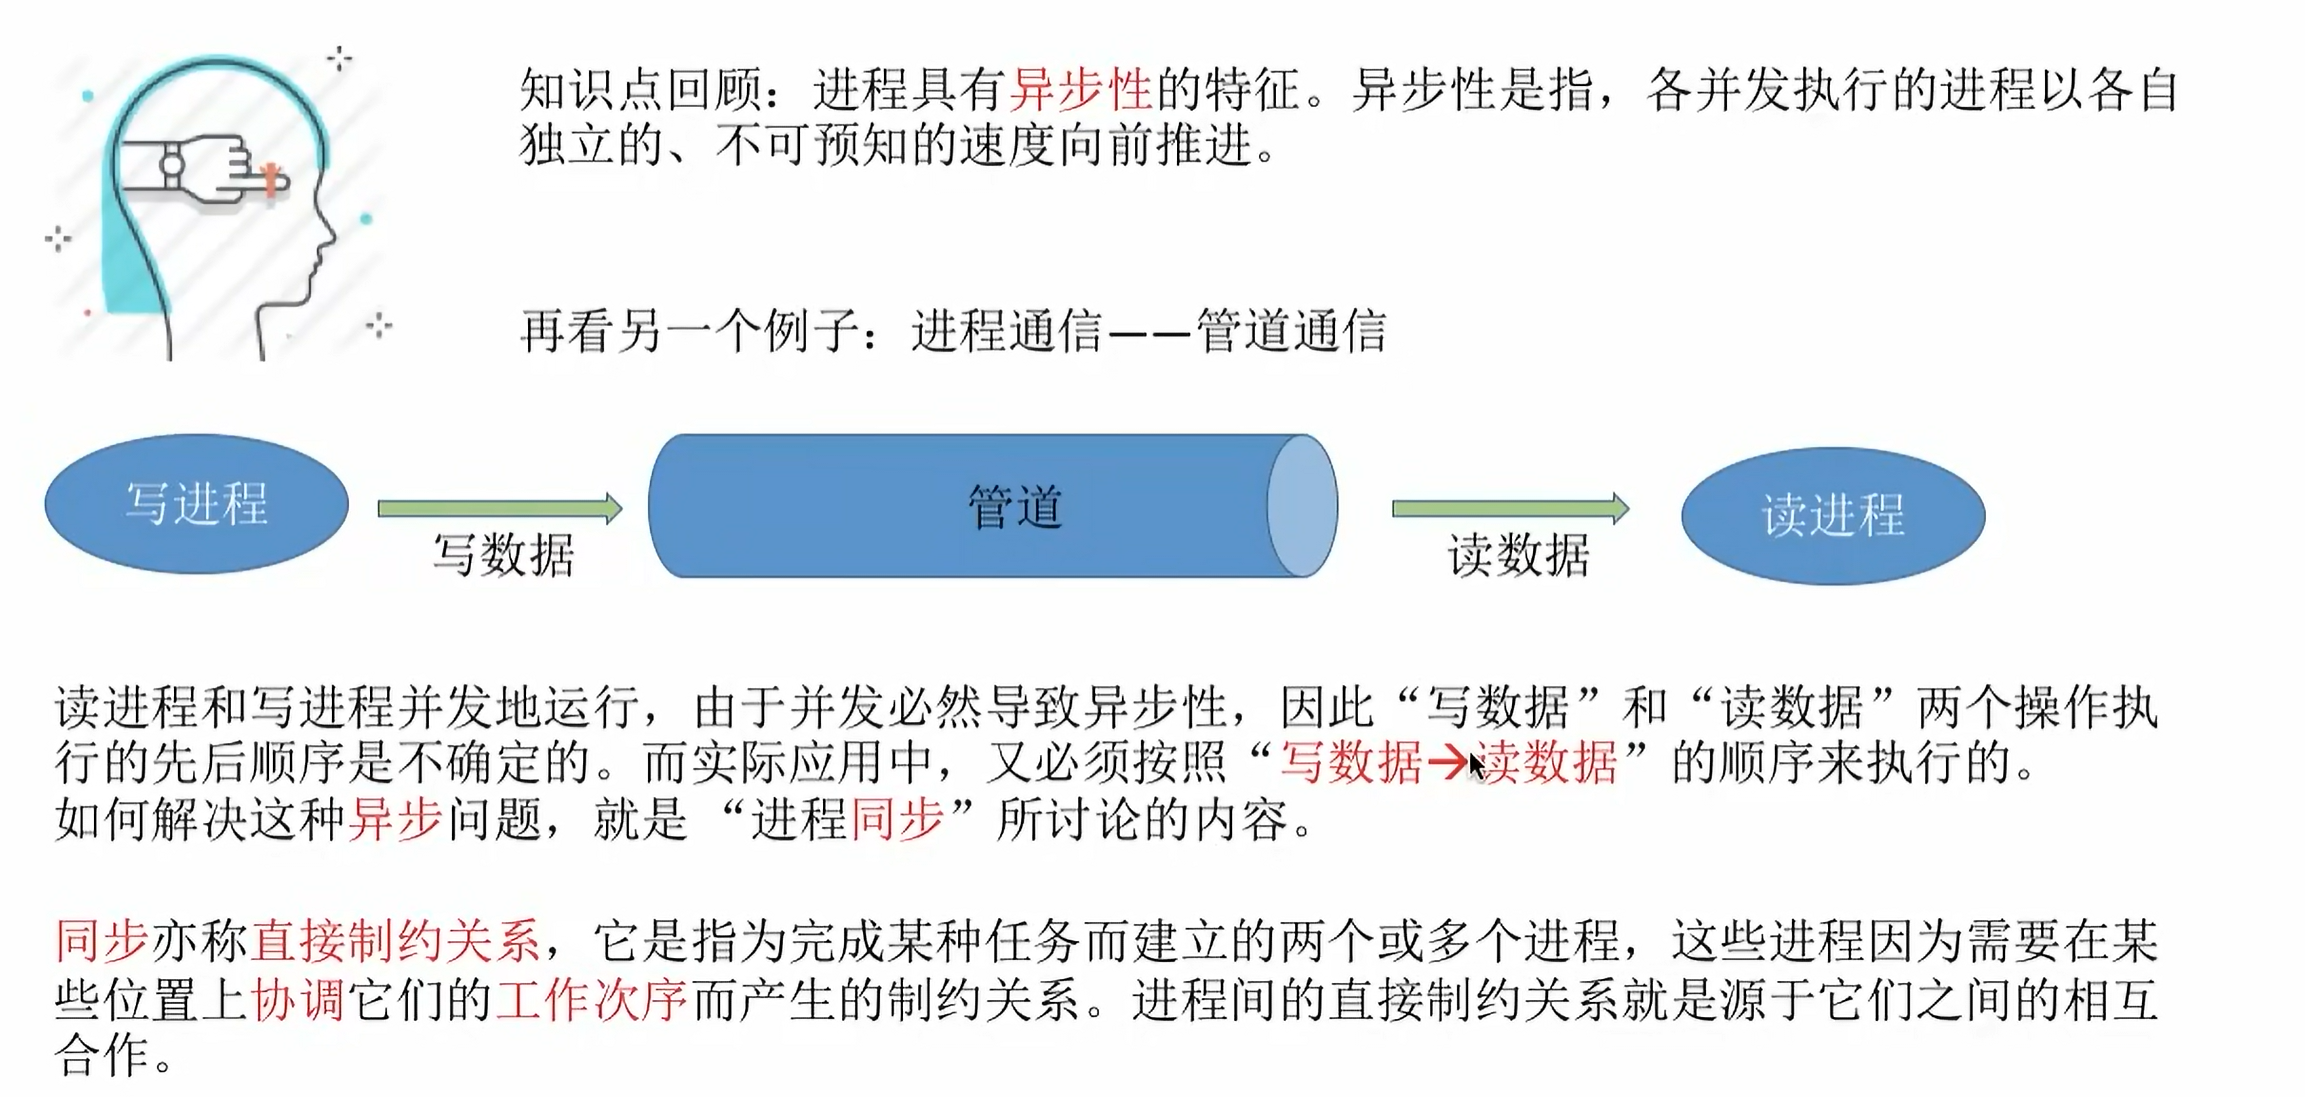 知识点回顾：进程具有异步性的特征。异步性是指，各并发执行的进程以各自
独立的、不可预知的速度向前推进。
再看另一个例子：进程通信——管道通信
写进程
写数据
管道
读数据
读进程
读进程和写进程并发地运行，由于并发必然导致异步性，因此“写数据”和“读数据”两个操作执
行的先后顺序是不确定的。而实际应用中，又必须按照“写数据→读数据”的顺序来执行的。
如何解决这种异步问题，就是“进程同步”所讨论的内容。
同步亦称直接制约关系，它是指为完成某种任务而建立的两个或多个进程，这些进程因为需要在某
些位置上协调它们的工作次序而产生的制约关系。进程间的直接制约关系就是源于它们之间的相互
合作。